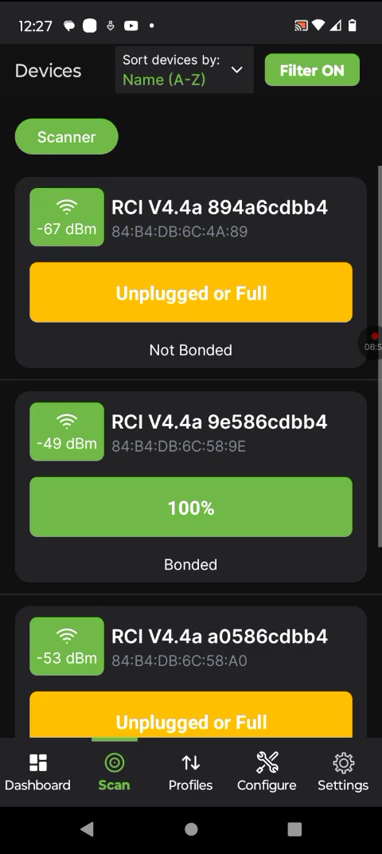 12:27
Devices
Sort devices by:
Name (A-Z)
Filter ON
Scanner
-67 dBm
RCI V4.4a 894a6cdbb4
84:B4:DB:6C:4A:89
Unplugged or Full
Not Bonded
-49 dBm
RCI V4.4a 9e586cdbb4
84:B4:DB:6C:58:9E
100%
Bonded
-53 dBm
RCI V4.4a a0586cdbb4
84:B4:DB:6C:58:A0
Unplugged or Full
Dashboard
Scan
Profiles
Configure
Settings